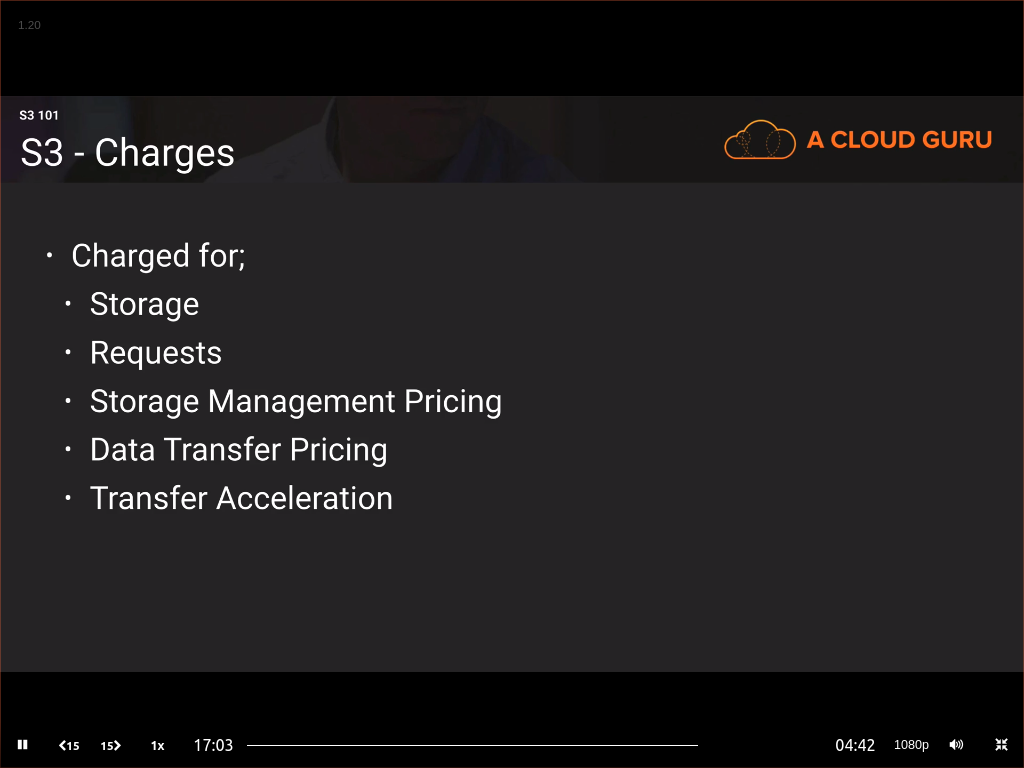 1.20
S3 101
S3 - Charges
A CLOUD GURU
• Charged for;
• Storage
• Requests
• Storage Management Pricing
• Data Transfer Pricing
• Transfer Acceleration
15 15 1x 17:03 04:42 1080p